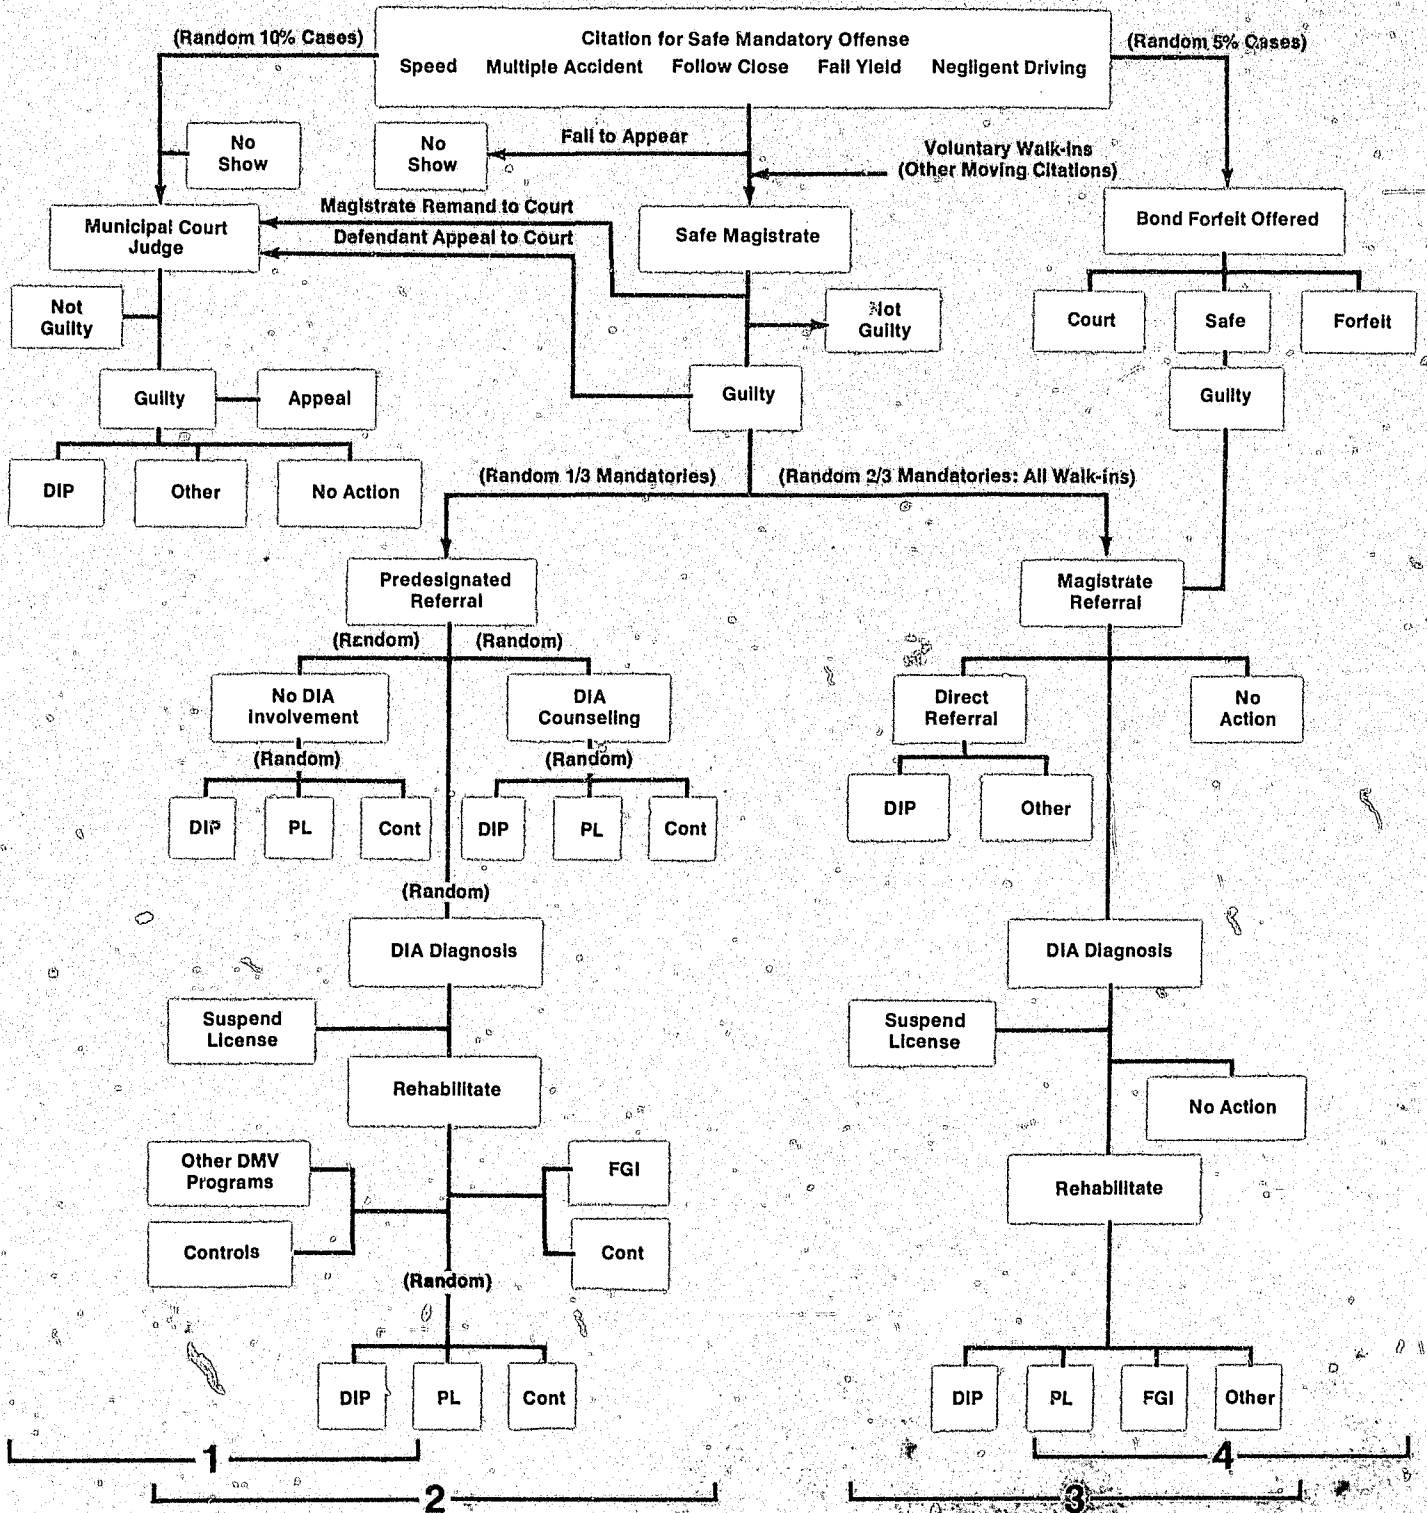 (Random 10% Cases)
Citation for Safe Mandatory Offense
(Random 5% Cases)
Speed Multiple Accident Follow Close Fail Yield Negligent Driving
No
Show
No
Show
Fail to Appear
Voluntary Walk-ins
(Other Moving Citations)
Municipal Court
Judge
Magistrate Remand to Court
Defendant Appeal to Court
Safe Magistrate
Bond Forfeit Offered
Not
Guilty
Not
Guilty
Court
Safe
Forfeit
Guilty
Appeal
Guilty
Guilty
DIP
Other
No Action
(Random 1/3 Mandatories)
(Random 2/3 Mandatories: All Walk-ins)
Predesignated
Referral
Magistrate
Referral
(Random)
(Random)
No DIA
Involvement
DIA
Counseling
Direct
Referral
No
Action
(Random)
(Random)
DIP
PL
Cont
DIP
PL
Cont
DIP
Other
(Random)
DIA Diagnosis
DIA Diagnosis
Suspend
License
Suspend
License
Rehabilitate
No Action
Other DMV
Programs
FGI
Rehabilitate
Controls
Cont
(Random)
DIP
PL
Cont
DIP
PL
FGI
Other
1
4
2
3